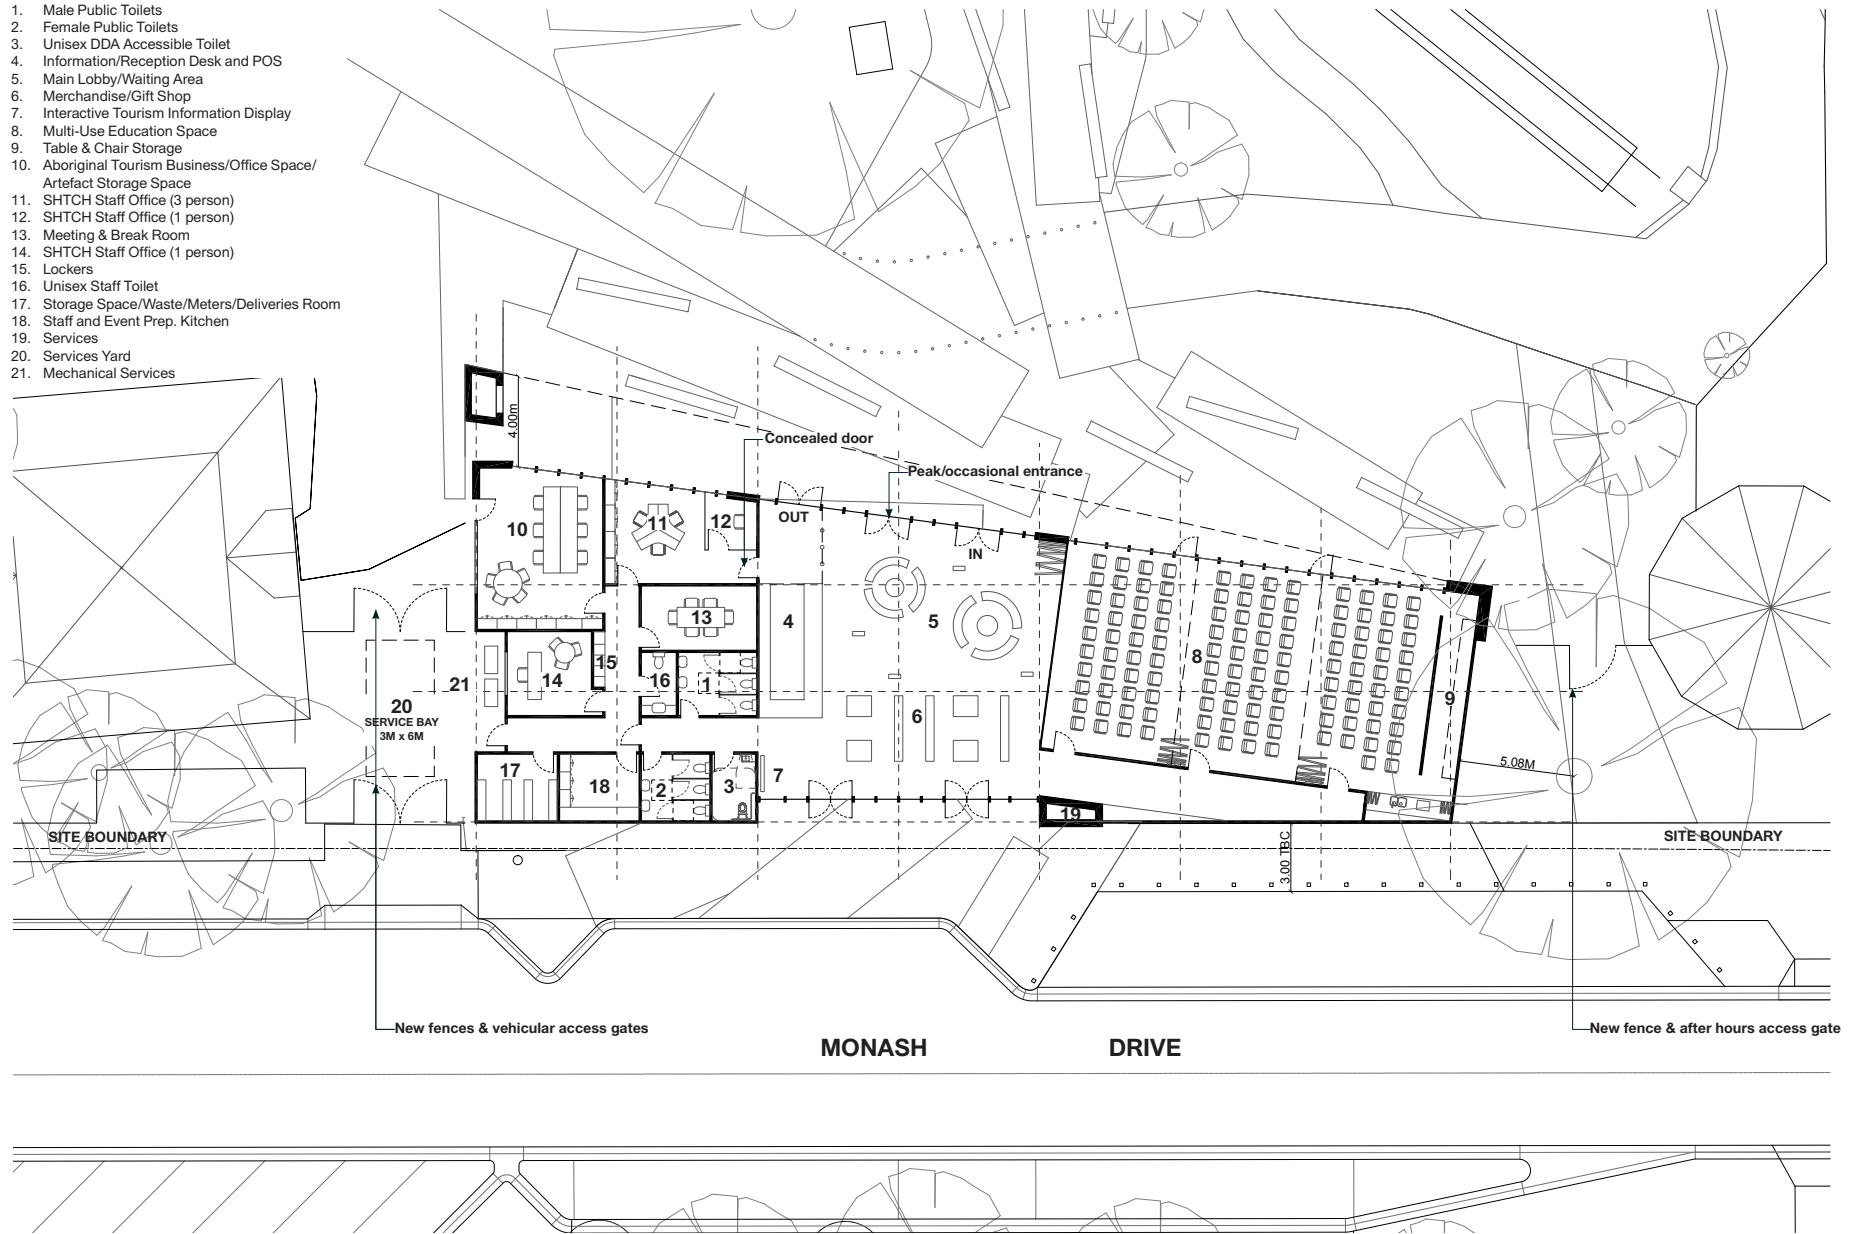 1. Male Public Toilets
2. Female Public Toilets
3. Unisex DDA Accessible Toilet
4. Information/Reception Desk and POS
5. Main Lobby/Waiting Area
6. Merchandise/Gift Shop
7. Interactive Tourism Information Display
8. Multi-Use Education Space
9. Table & Chair Storage
10. Aboriginal Tourism Business/Office Space/
Artefact Storage Space
11. SHTCH Staff Office (3 person)
12. SHTCH Staff Office (1 person)
13. Meeting & Break Room
14. SHTCH Staff Office (1 person)
15. Lockers
16. Unisex Staff Toilet
17. Storage Space/Waste/Meters/Deliveries Room
18. Staff and Event Prep. Kitchen
19. Services
20. Services Yard
21. Mechanical Services
4.00m
Concealed door
Peak/occasional entrance
OUT
IN
10
11
12
13
4
5
8
15
14
16
1
21
20
SERVICE BAY
3M x 6M
6
9
5.08M
17
18
2
3
7
19
SITE BOUNDARY
SITE BOUNDARY
3.00 TBC
New fences & vehicular access gates
New fence & after hours access gate
MONASH DRIVE